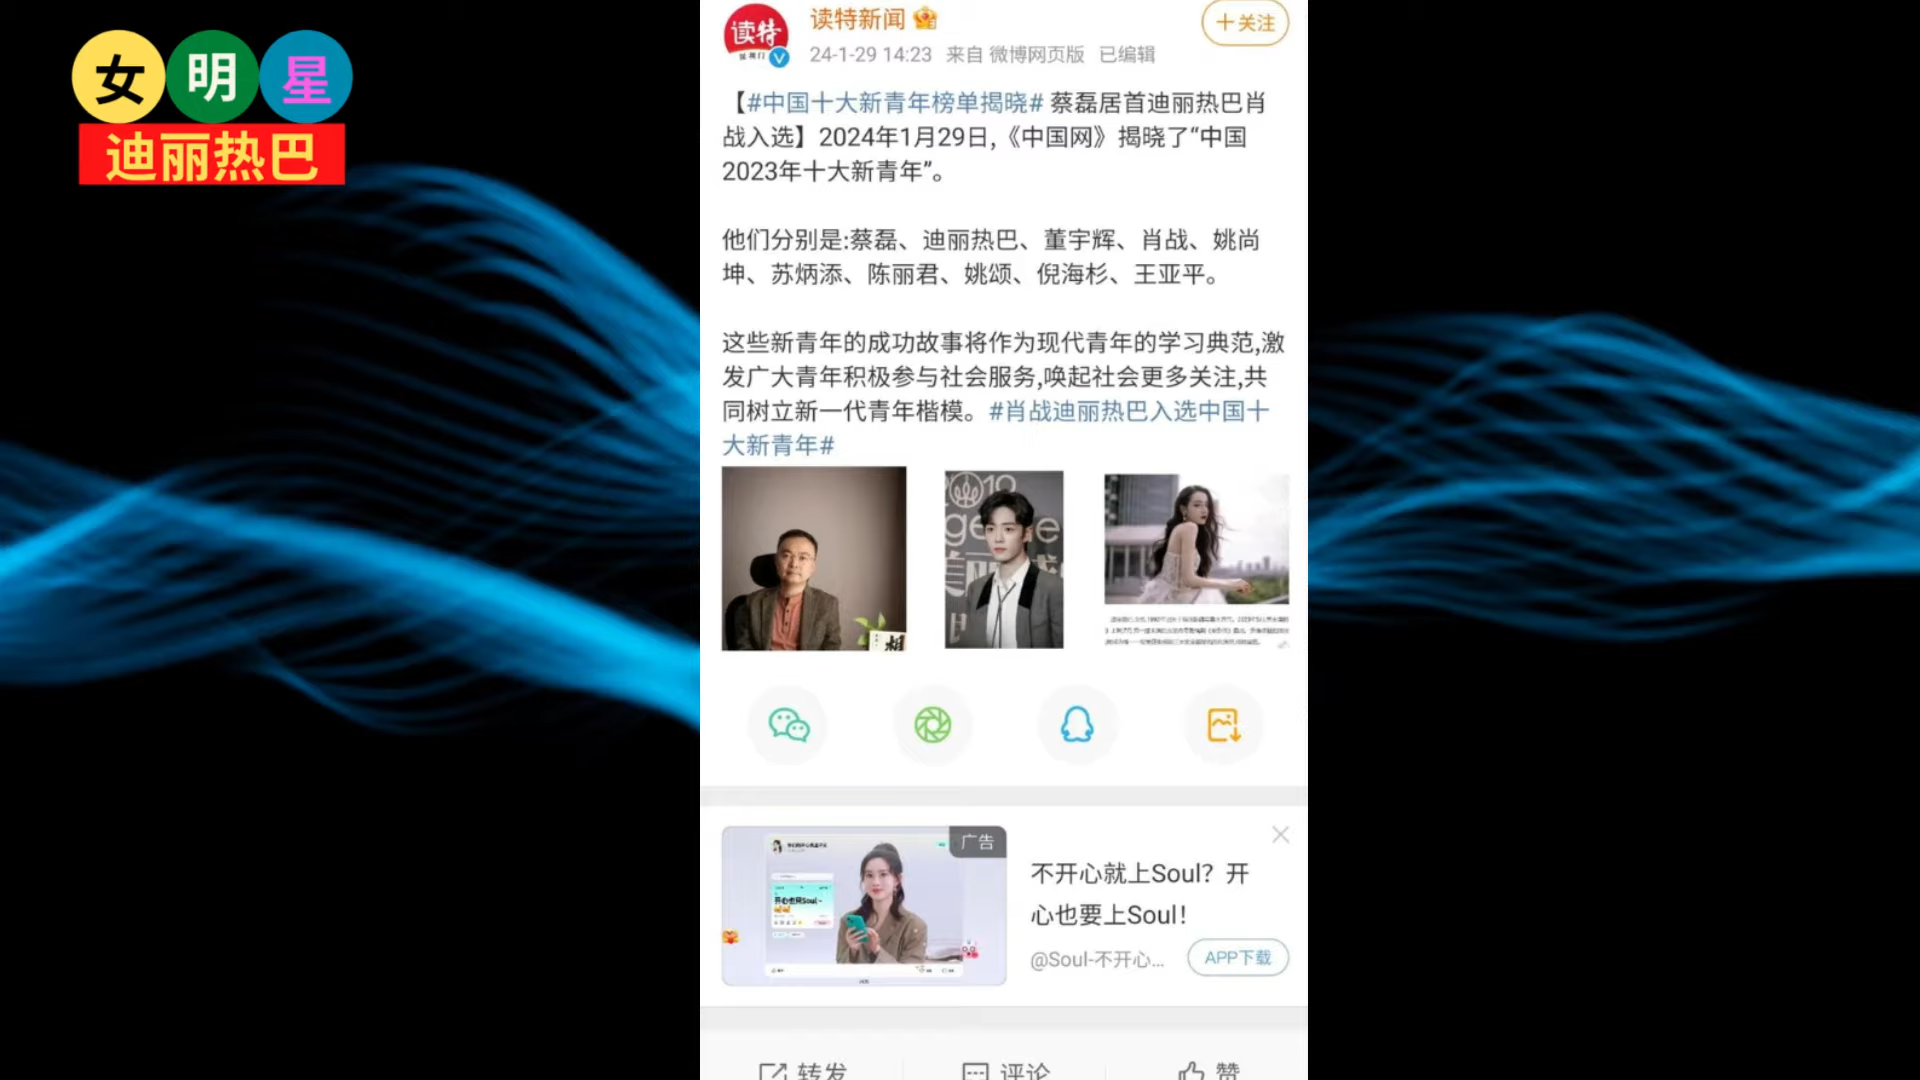 女明星
迪丽热巴
读特
读特新闻
+关注
24-1-29 14:23 来自 微博网页版 已编辑
【#中国十大新青年榜单揭晓# 蔡磊居首迪丽热巴肖
战入选】2024年1月29日,《中国网》揭晓了“中国
2023年十大新青年”。
他们分别是:蔡磊、迪丽热巴、董宇辉、肖战、姚尚
坤、苏炳添、陈丽君、姚颂、倪海杉、王亚平。
这些新青年的成功故事将作为现代青年的学习典范,激
发广大青年积极参与社会服务,唤起社会更多关注,共
同树立新一代青年楷模。#肖战迪丽热巴入选中国十
大新青年#
广告
开心也来Soul~
不开心就上Soul？开
心也要上Soul！
@Soul-不开心...
APP下载
转发
评论
赞